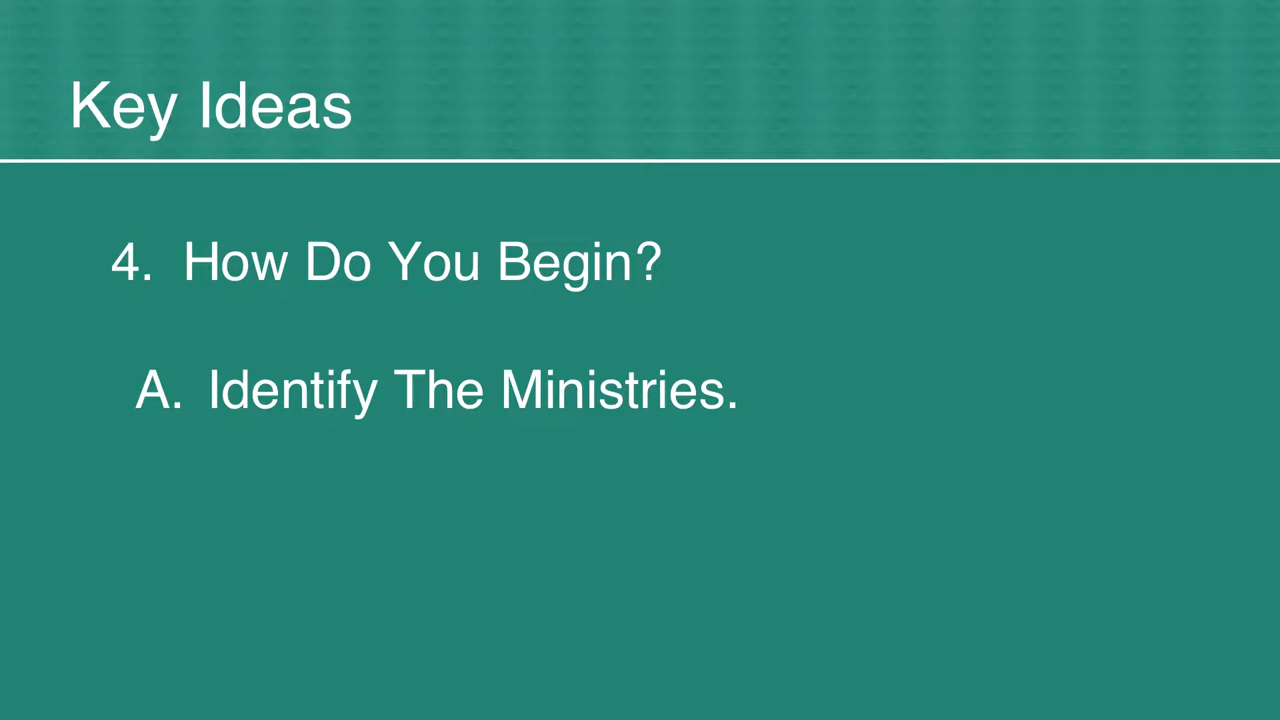 Key Ideas
4. How Do You Begin?
A. Identify The Ministries.